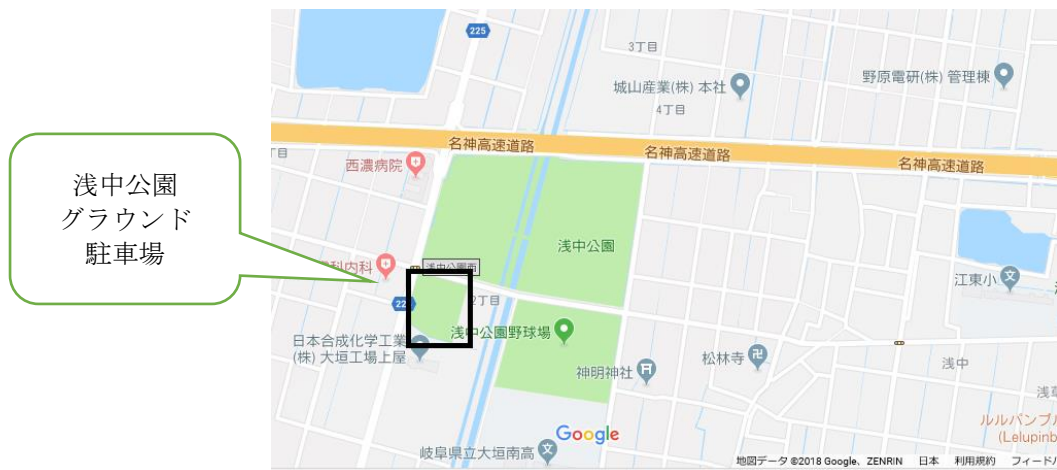 225
3丁目
城山産業(株) 本社
野原電研(株) 管理棟
4丁目
名神高速道路
名神高速道路
名神高速道路
丁目
西濃病院
浅中公園
グラウンド
駐車場
浅中公園
科内科
浅中公園西
江東小
22
2丁目
浅中公園野球場
日本合成化学工業
(株) 大垣工場上屋
松林寺
浅中
神明神社
浅草
ルルパンブル
(Lelupinb
Google
岐阜県立大垣南高
地図データ ©2018 Google、ZENRIN 日本 利用規約 フィードバ